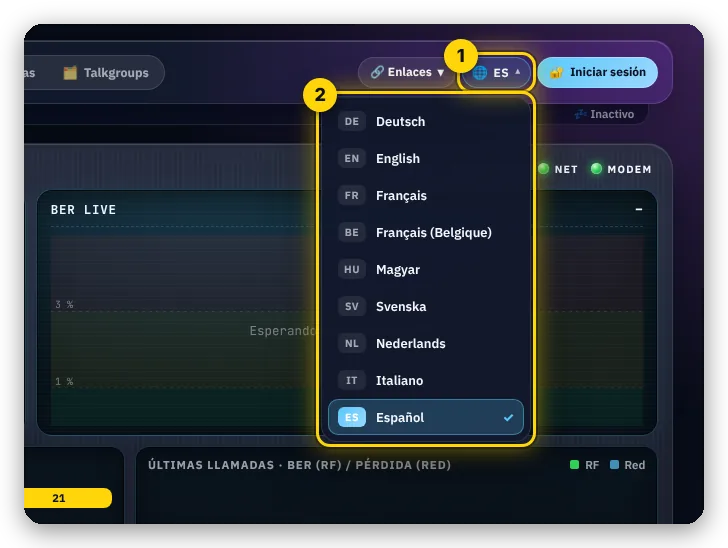 as
Talkgroups
Enlaces ▼
1
ES ▲
Iniciar sesión
2
Inactivo
NET
MODEM
BER LIVE
–
3 %
Esperando
1 %
DE Deutsch
EN English
FR Français
BE Français (Belgique)
HU Magyar
SV Svenska
NL Nederlands
IT Italiano
ES Español ✓
21
ÚLTIMAS LLAMADAS · BER (RF) / PÉRDIDA (RED)
RF
Red